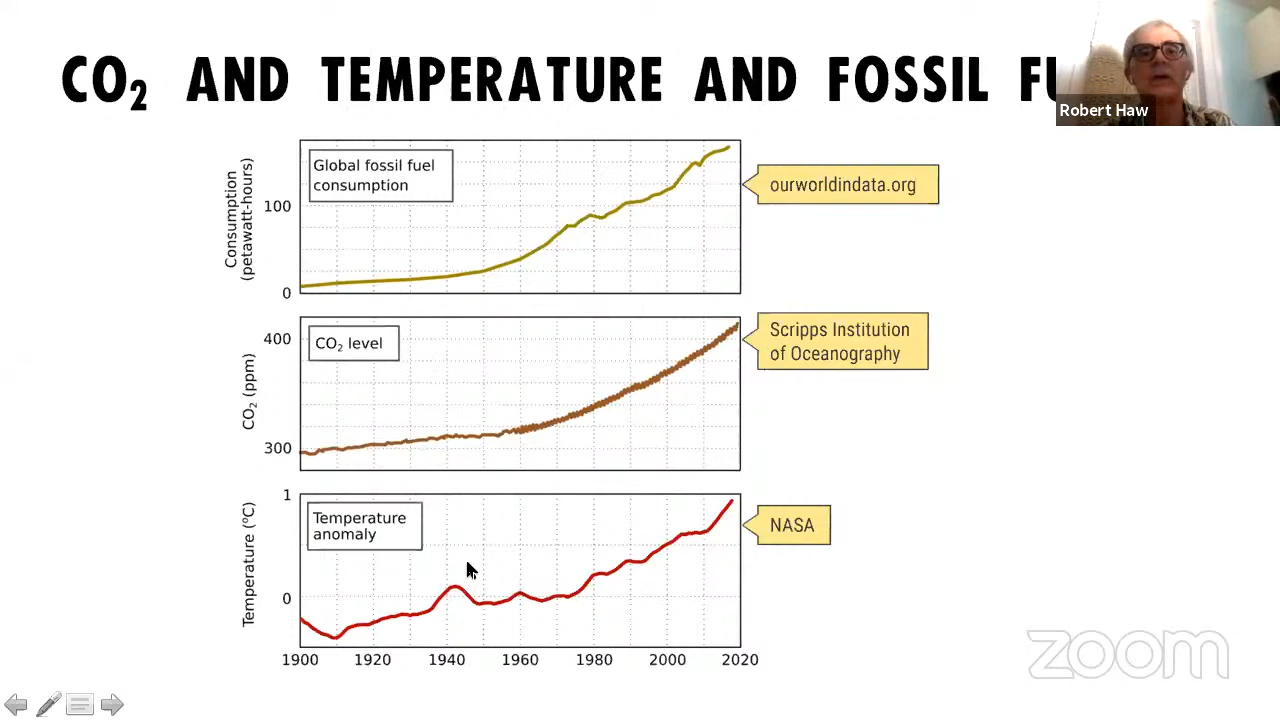 CO₂ AND TEMPERATURE AND FOSSIL
Robert Haw
Global fossil fuel
consumption
Consumption
(petawatt-hours)
100
0
ourworldindata.org
CO₂ level
CO₂ (ppm)
400
300
Scripps Institution
of Oceanography
Temperature
anomaly
Temperature (°C)
1
0
NASA
1900 1920 1940 1960 1980 2000 2020
zoom